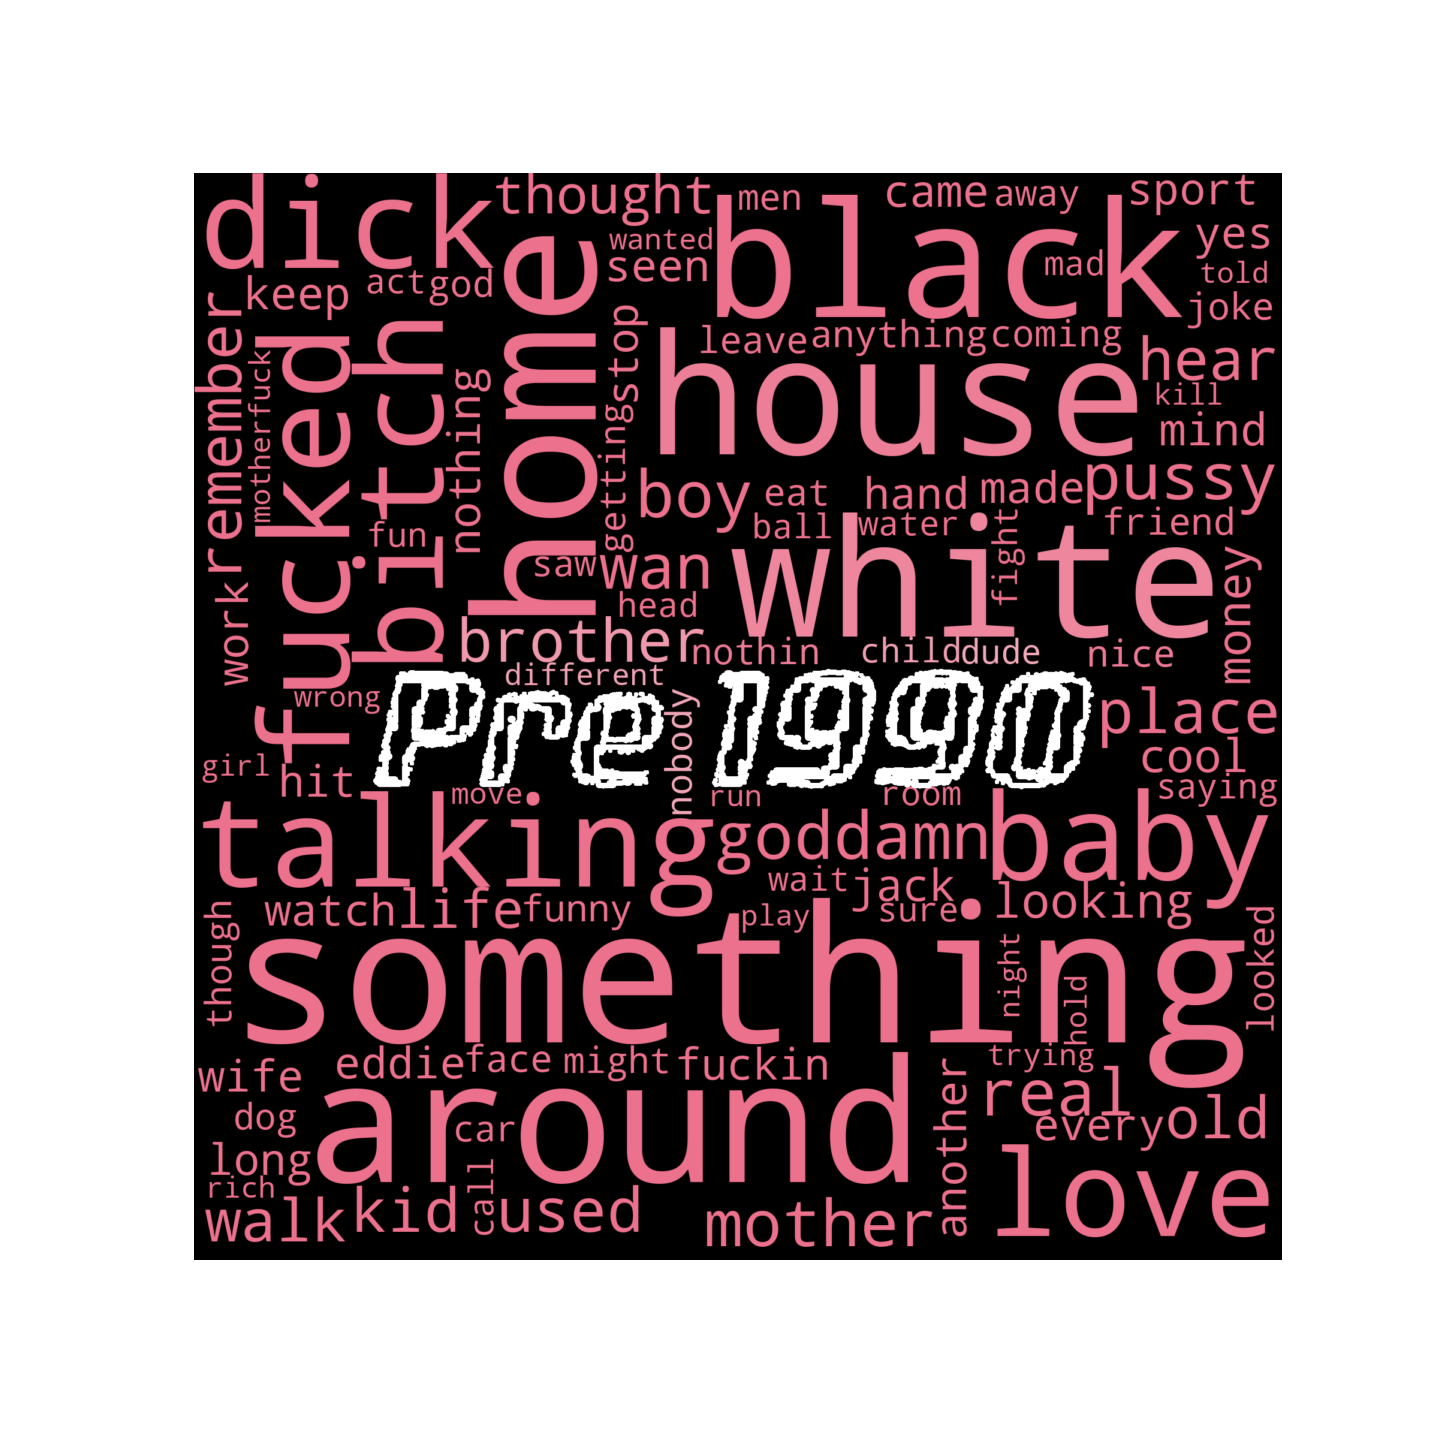 dick
thought
men
came
away
sport
black
yes
wanted
seen
mad
told
keep
act
god
joke
home
remember
motherfuck
fucked
bitch
nothing
stop
getting
leave
anything
coming
hear
house
kill
mind
boy
eat
hand
made
pussy
fun
ball
water
fight
friend
saw
wan
white
money
work
head
brother
nothin
child
dude
nice
different
wrong
Pre 1990
nobody
place
cool
girl
hit
move
run
room
saying
talking
goddamn
baby
wait
jack
looking
watch
life
funny
play
sure
though
something
night
hold
looked
wife
eddie
face
might
fuckin
trying
another
real
dog
around
car
every
old
long
rich
call
love
walk
kid
used
mother